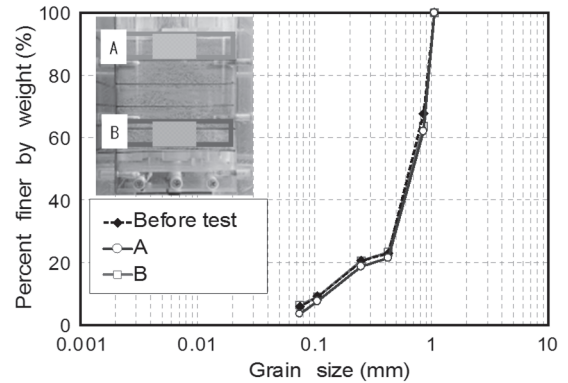 Percent finer by weight (%)
100
80
60
40
20
0
A
B
Before test
A
B
0.001
0.01
0.1
1
10
Grain size (mm)